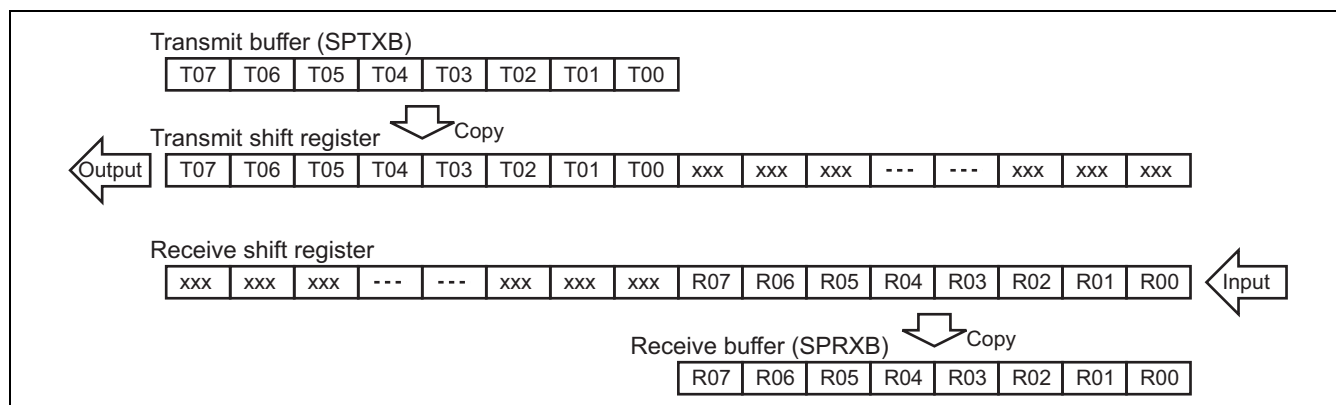 Transmit buffer (SPTXB)
T07 T06 T05 T04 T03 T02 T01 T00
Copy
Transmit shift register
Output T07 T06 T05 T04 T03 T02 T01 T00 xxx xxx xxx --- --- xxx xxx xxx
Receive shift register
xxx xxx xxx --- --- xxx xxx xxx R07 R06 R05 R04 R03 R02 R01 R00 Input
Copy
Receive buffer (SPRXB)
R07 R06 R05 R04 R03 R02 R01 R00